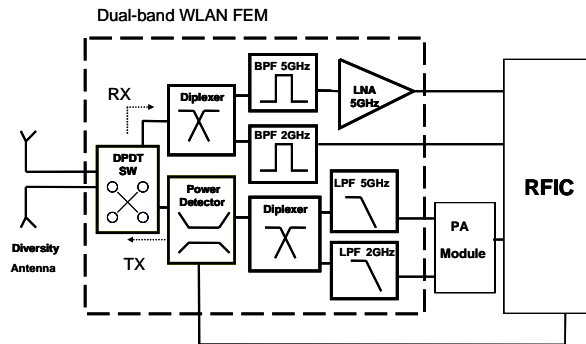 Dual-band WLAN FEM
RX
Diplexer
BPF 5GHz
LNA
5GHz
BPF 2GHz
DPDT
SW
Power
Detector
Diplexer
LPF 5GHz
LPF 2GHz
PA
Module
RFIC
Diversity
Antenna
TX